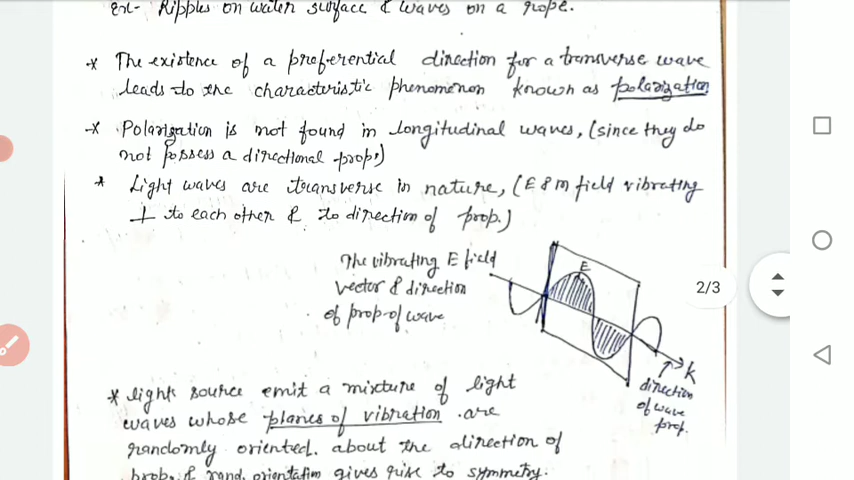 Ex:- Ripples on water surface & waves on a rope.
* The existence of a preferential direction for a transverse wave
leads to the characteristic phenomenon known as polarization
* Polarization is not found in longitudinal waves, (since they do
not possess a directional prop.)
* Light waves are transverse in nature, (E & m field vibrating
⊥ to each other & to direction of prop.)
The vibrating E field
vector & direction
of prop. of wave
E
K
direction
of wave
prop.
2/3
* light source emit a mixture of light
waves whose planes of vibration are
randomly oriented about the direction of
prop. & rand. orientation gives rise to symmetry.